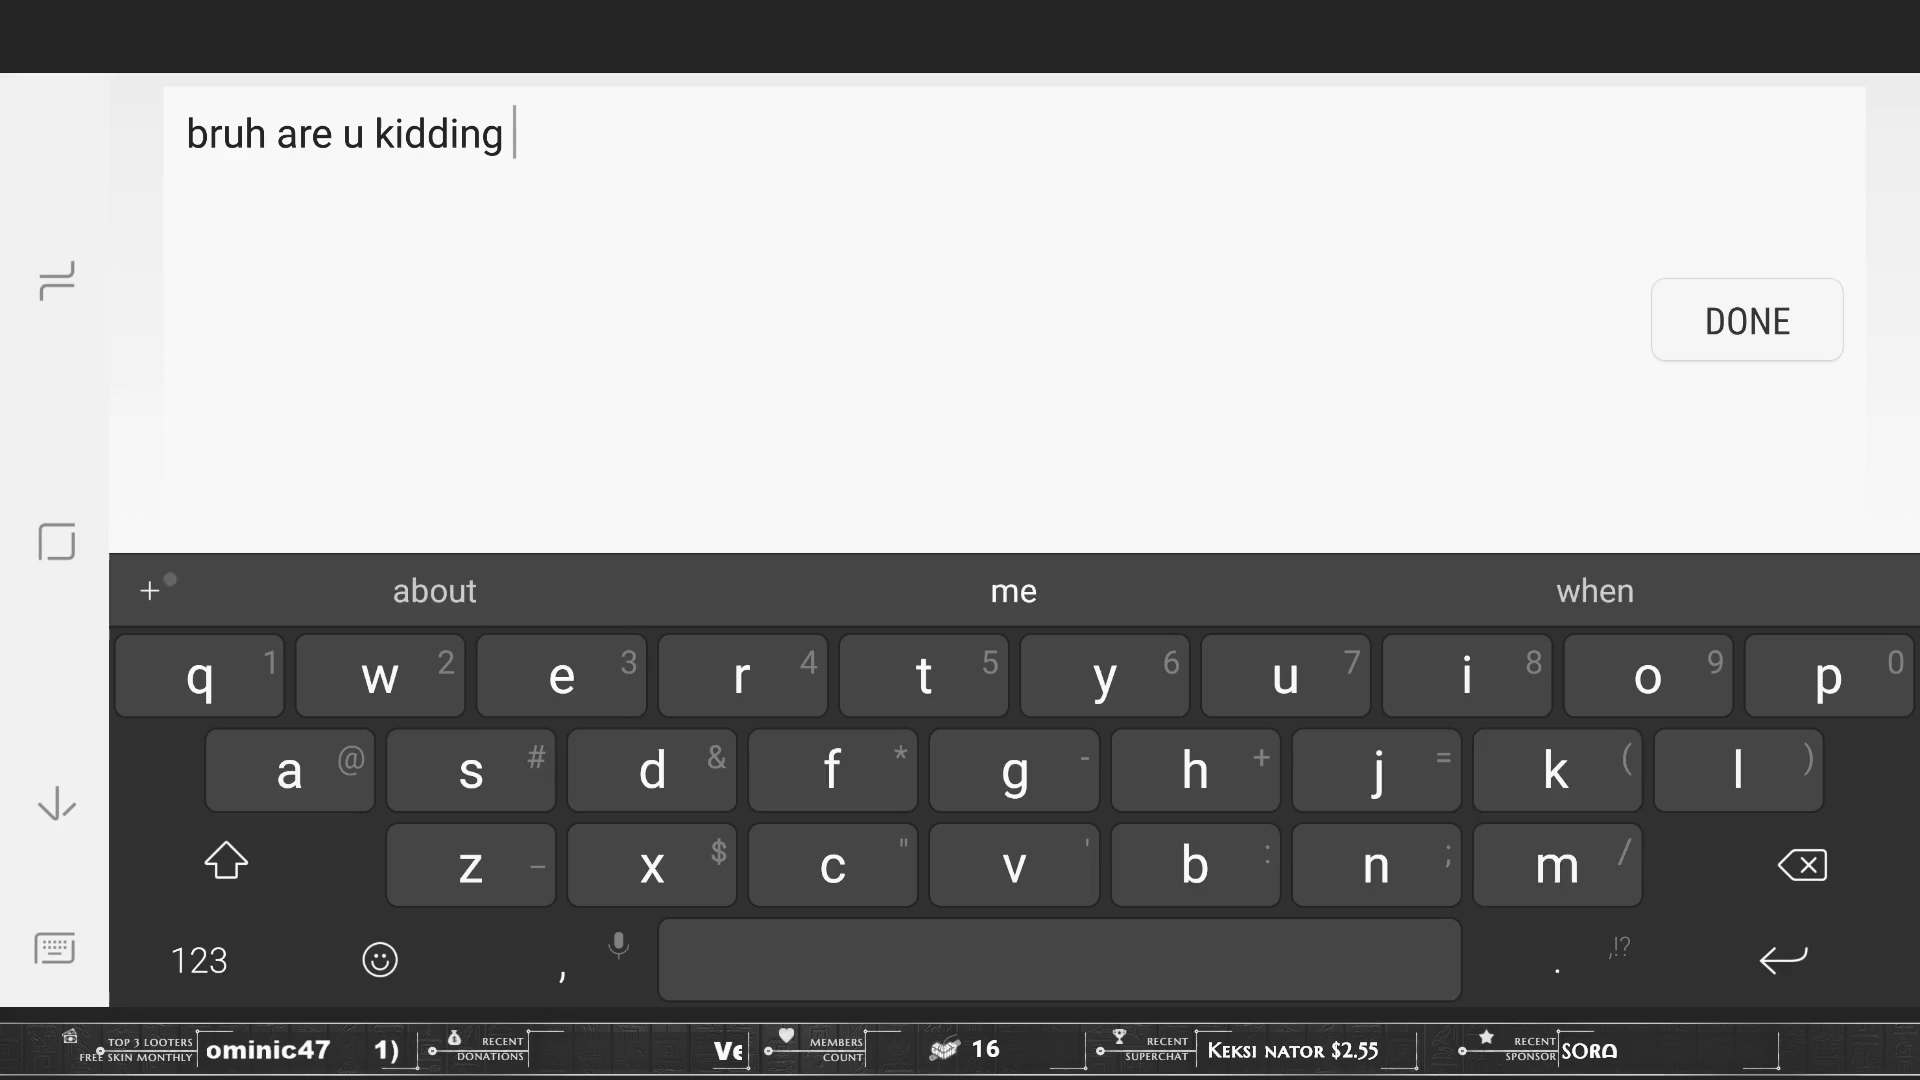 bruh are u kidding
DONE
+ about me when
q 1 w 2 e 3 r 4 t 5 y 6 u 7 i 8 o 9 p 0
a @ s # d & f * g - h + j = k ( l )
z _ x $ c " v ' b : n ; m /
123 , . ,!?
TOP 3 LOOTERS
FREE SKIN MONTHLY
ominic47 1)
RECENT
DONATIONS
Ve
MEMBERS
COUNT
16
RECENT
SUPERCHAT
KEKSI NATOR $2.55
RECENT
SPONSOR